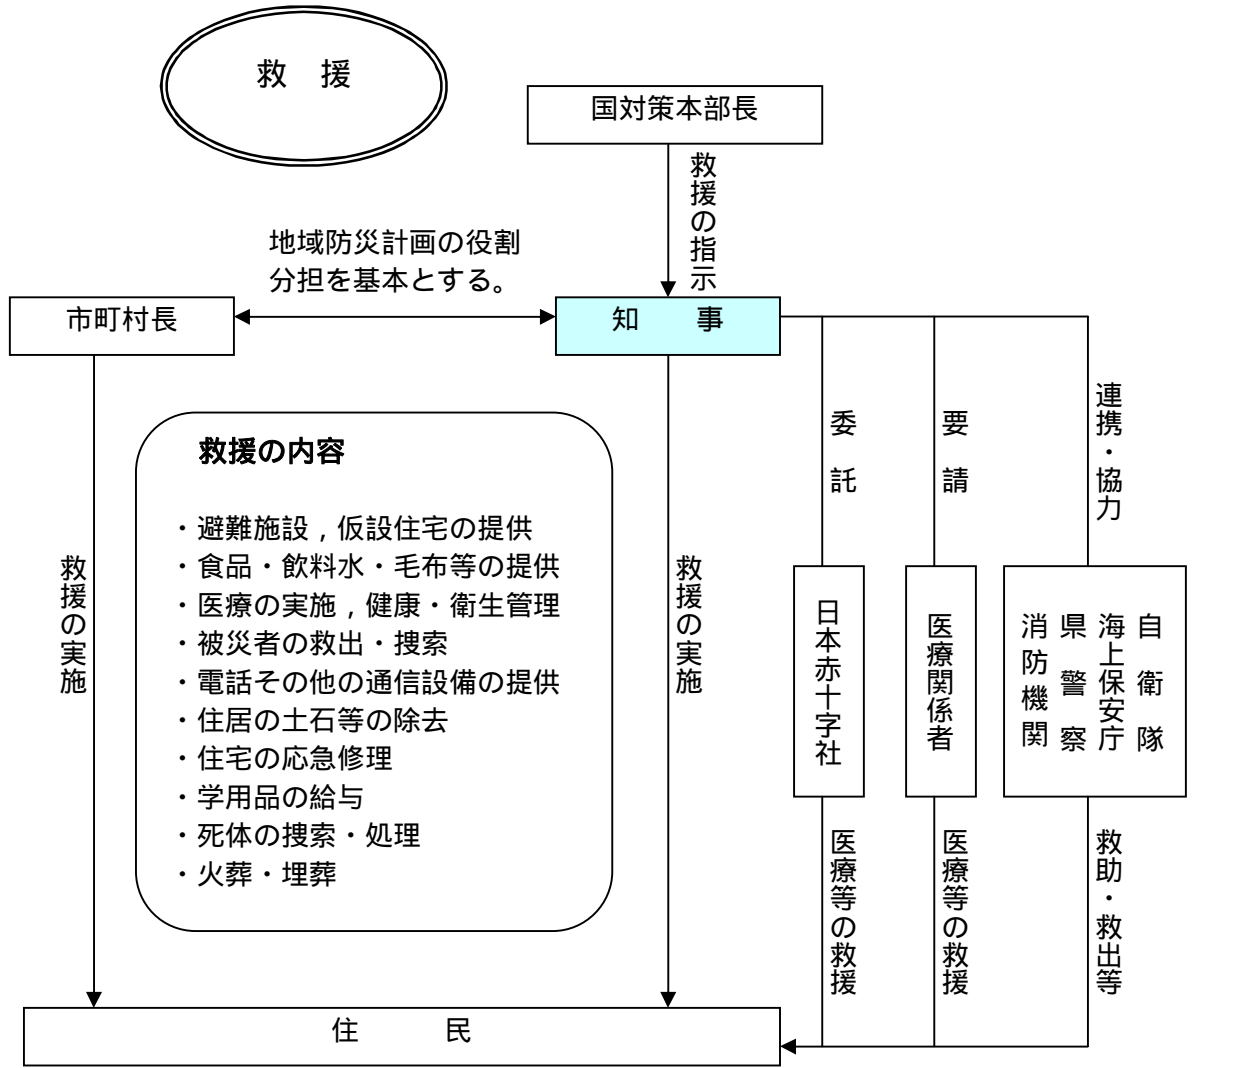 救　援
国対策本部長
救援の指示
地域防災計画の役割
分担を基本とする。
市町村長
知　　事
委　託
要　請
連携・協力
救援の内容
・避難施設，仮設住宅の提供
・食品・飲料水・毛布等の提供
・医療の実施，健康・衛生管理
・被災者の救出・捜索
・電話その他の通信設備の提供
・住居の土石等の除去
・住宅の応急修理
・学用品の給与
・死体の捜索・処理
・火葬・埋葬
救援の実施
救援の実施
日本赤十字社
医療関係者
自衛隊
海上保安庁
県警察
消防機関
医療等の救援
医療等の救援
救助・救出等
住　　　民